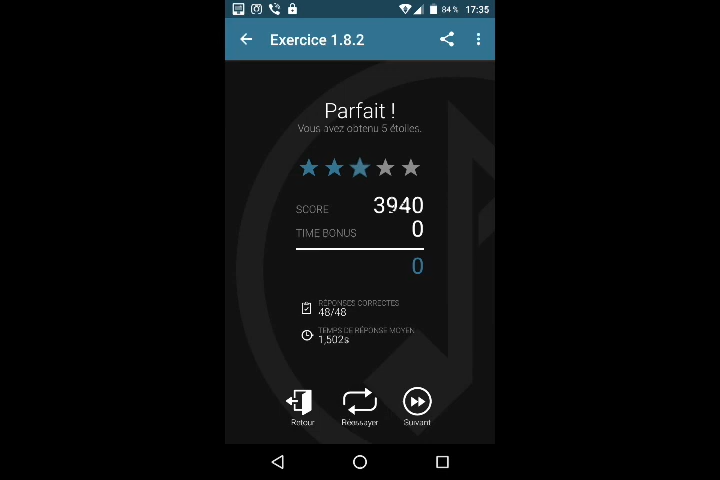 84 % 17:35
Exercice 1.8.2
Parfait !
Vous avez obtenu 5 étoiles.
SCORE 3940
TIME BONUS 0
0
RÉPONSES CORRECTES
48/48
TEMPS DE RÉPONSE MOYEN
1,502s
Retour Réessayer Suivant